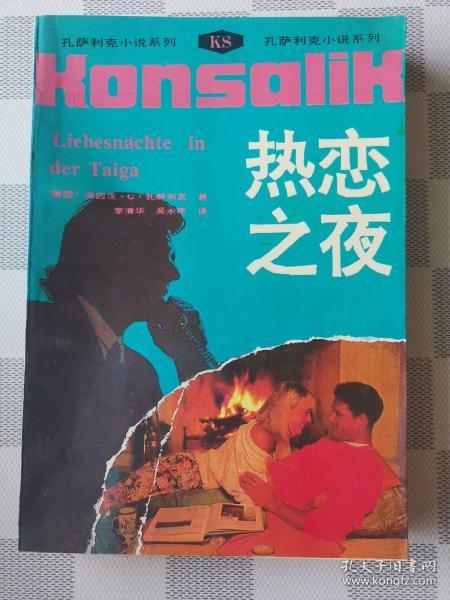 孔萨利克小说系列 KS 孔萨利克小说系列
Konsalik
Liebesnächte in
der Taiga
热恋
之夜
[德国] 海因茨·G·孔萨利克 著
李清华 吴永年 译
孔夫子旧书网
www.kongfz.com